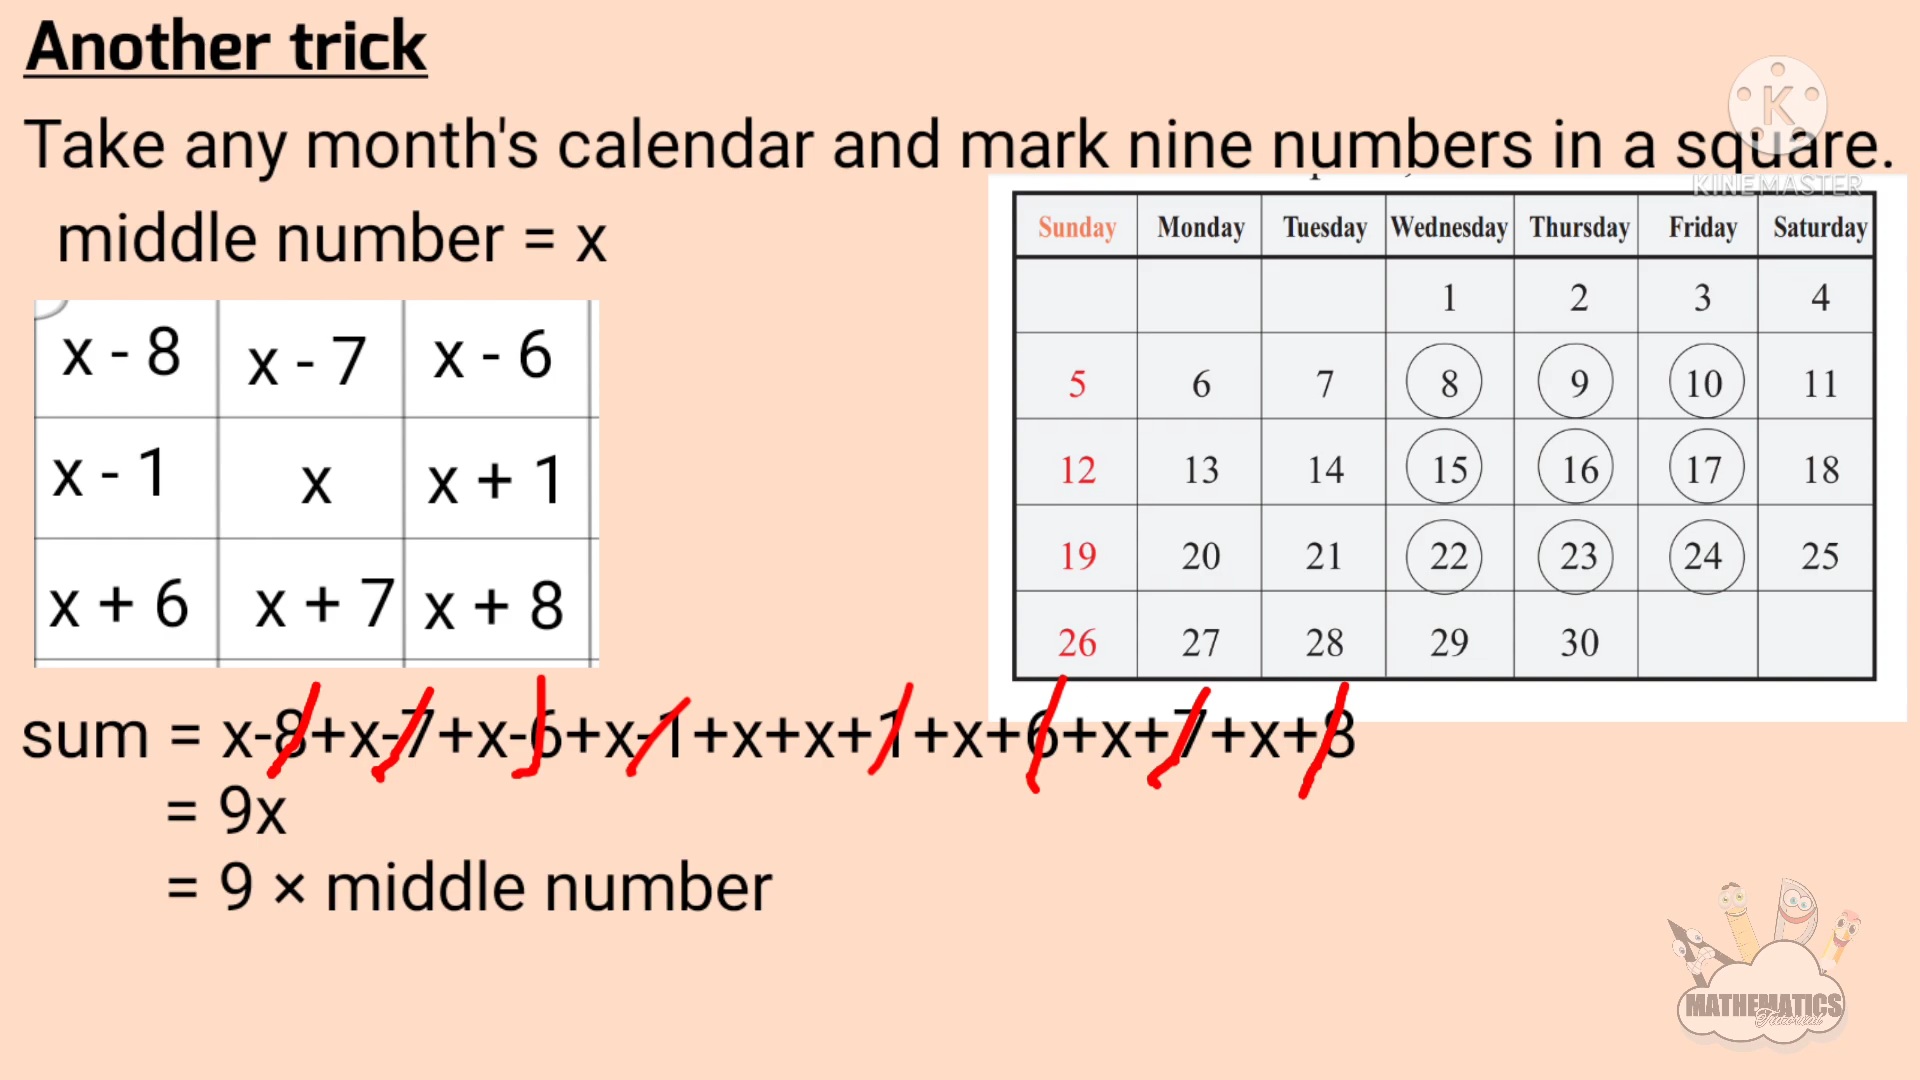 Another trick
Take any month's calendar and mark nine numbers in a square.
KINEMASTER
middle number = x
x - 8 x - 7 x - 6
x - 1 x x + 1
x + 6 x + 7 x + 8
Sunday Monday Tuesday Wednesday Thursday Friday Saturday
1 2 3 4
5 6 7 8 9 10 11
12 13 14 15 16 17 18
19 20 21 22 23 24 25
26 27 28 29 30
sum = x-8+x-7+x-6+x-1+x+x+1+x+6+x+7+x+8
= 9x
= 9 × middle number
MATHEMATICS
Tutorial